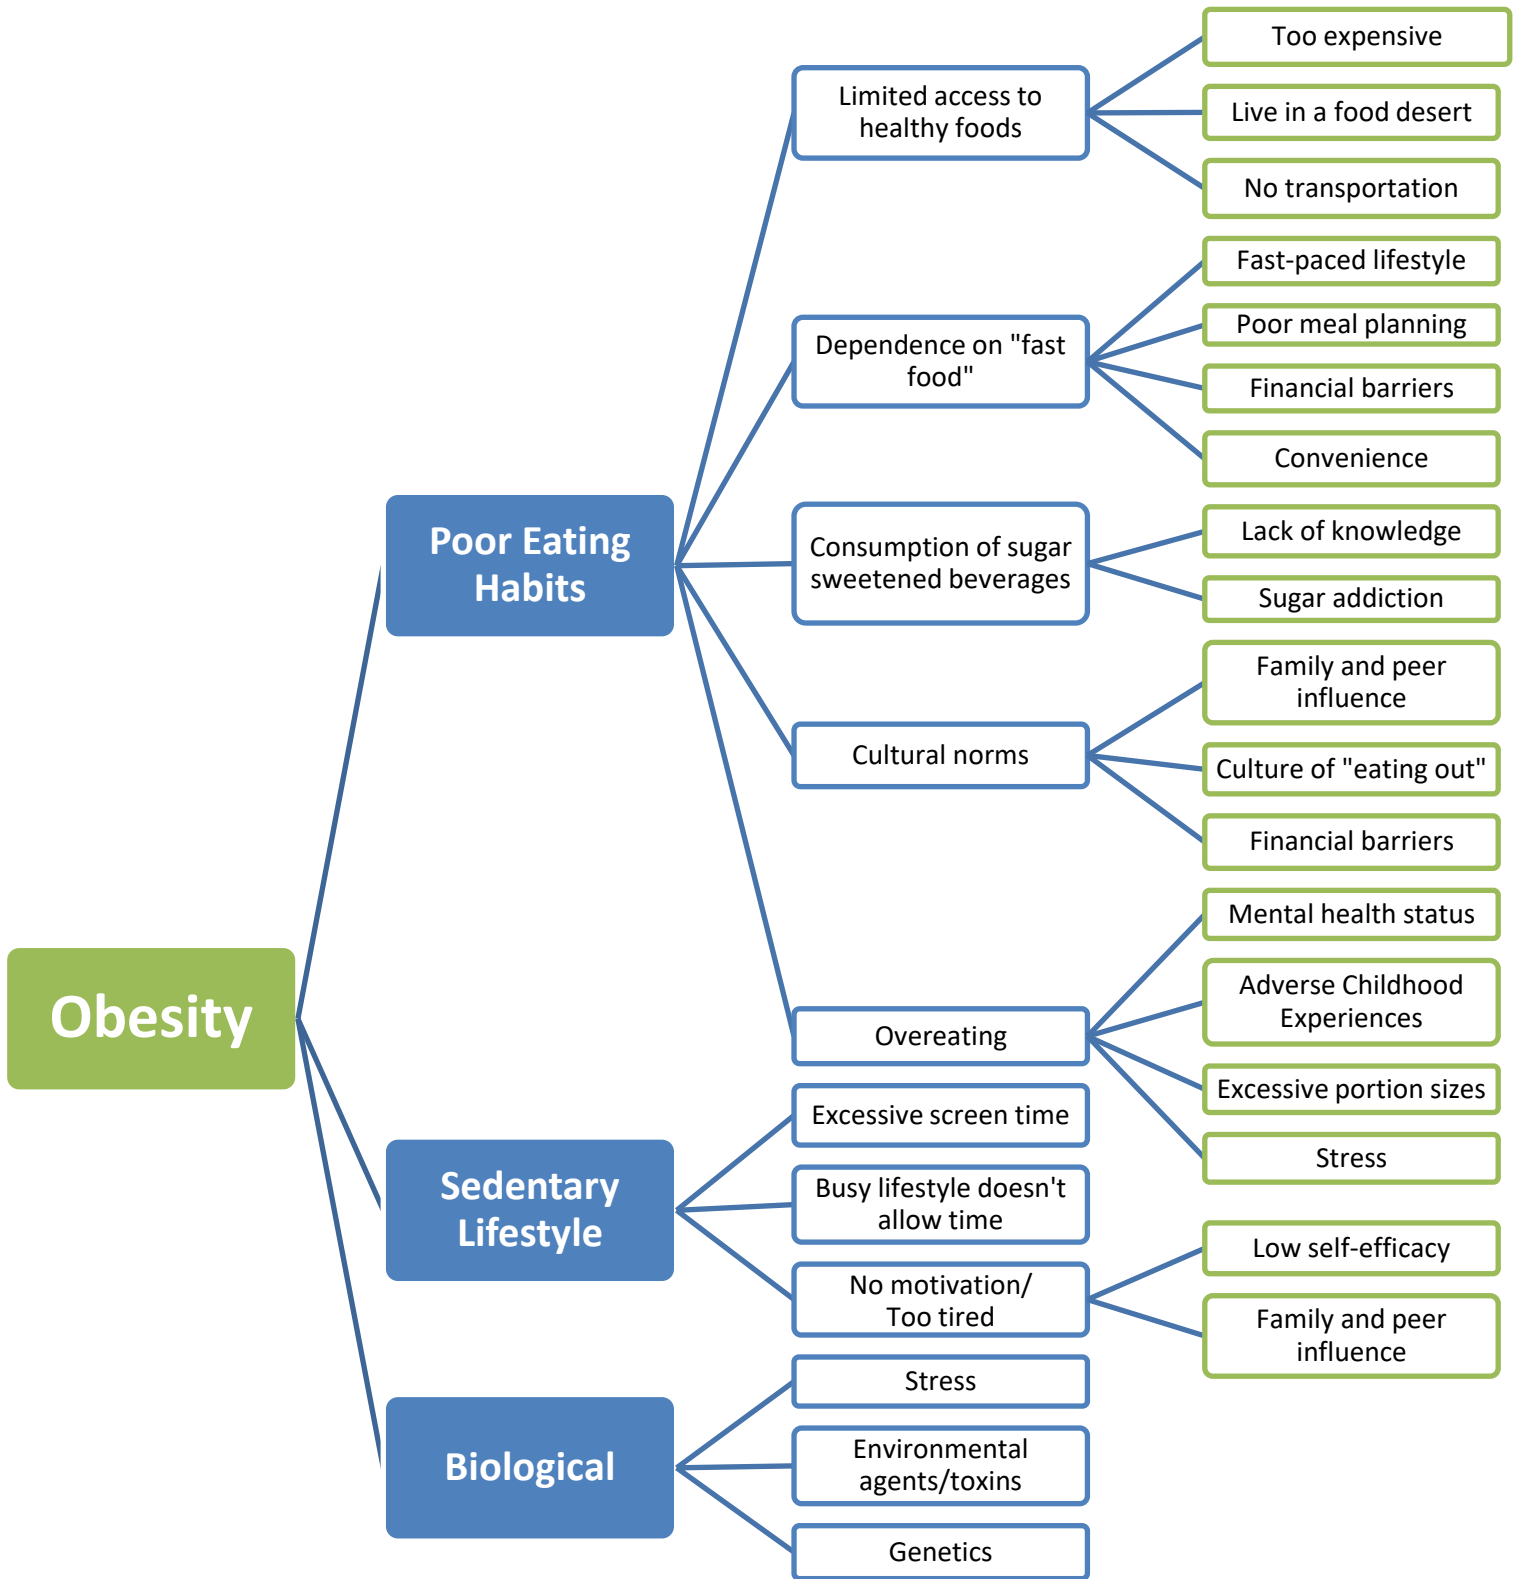 Too expensive
Limited access to
healthy foods
Live in a food desert
No transportation
Fast-paced lifestyle
Poor meal planning
Dependence on "fast
food"
Financial barriers
Convenience
Poor Eating
Habits
Consumption of sugar
sweetened beverages
Lack of knowledge
Sugar addiction
Family and peer
influence
Cultural norms
Culture of "eating out"
Financial barriers
Mental health status
Obesity
Adverse Childhood
Experiences
Overeating
Excessive portion sizes
Stress
Sedentary
Lifestyle
Excessive screen time
Busy lifestyle doesn't
allow time
No motivation/
Too tired
Low self-efficacy
Family and peer
influence
Biological
Stress
Environmental
agents/toxins
Genetics